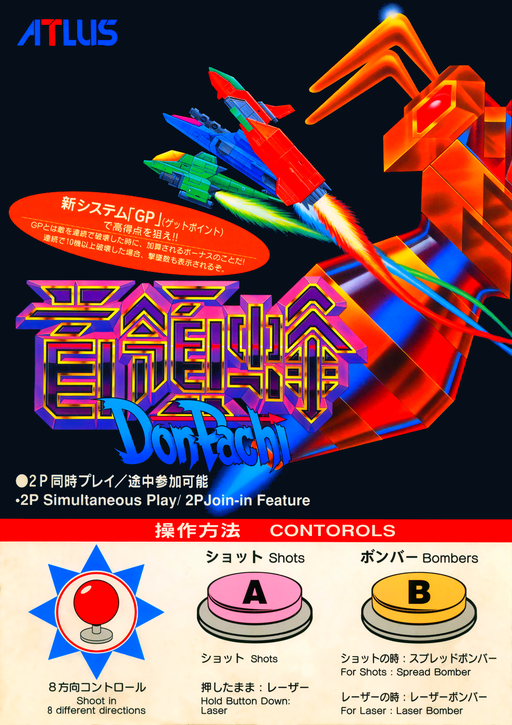 ATLUS
新システム「GP」(ゲットポイント)
で高得点を狙え!!
GPとは敵を連続で破壊した時に、加算されるボーナスのことだ!
連続で10機以上破壊した場合、撃墜数も表示されるぞ。
首領蜂
DonPachi
●2P同時プレイ/途中参加可能
•2P Simultaneous Play/ 2PJoin-in Feature
操作方法 CONTOROLS
ショット Shots
ボンバー Bombers
A
B
8方向コントロール
Shoot in
8 different directions
ショット Shots
押したまま:レーザー
Hold Button Down:
Laser
ショットの時:スプレッドボンバー
For Shots : Spread Bomber
レーザーの時:レーザーボンバー
For Laser : Laser Bomber